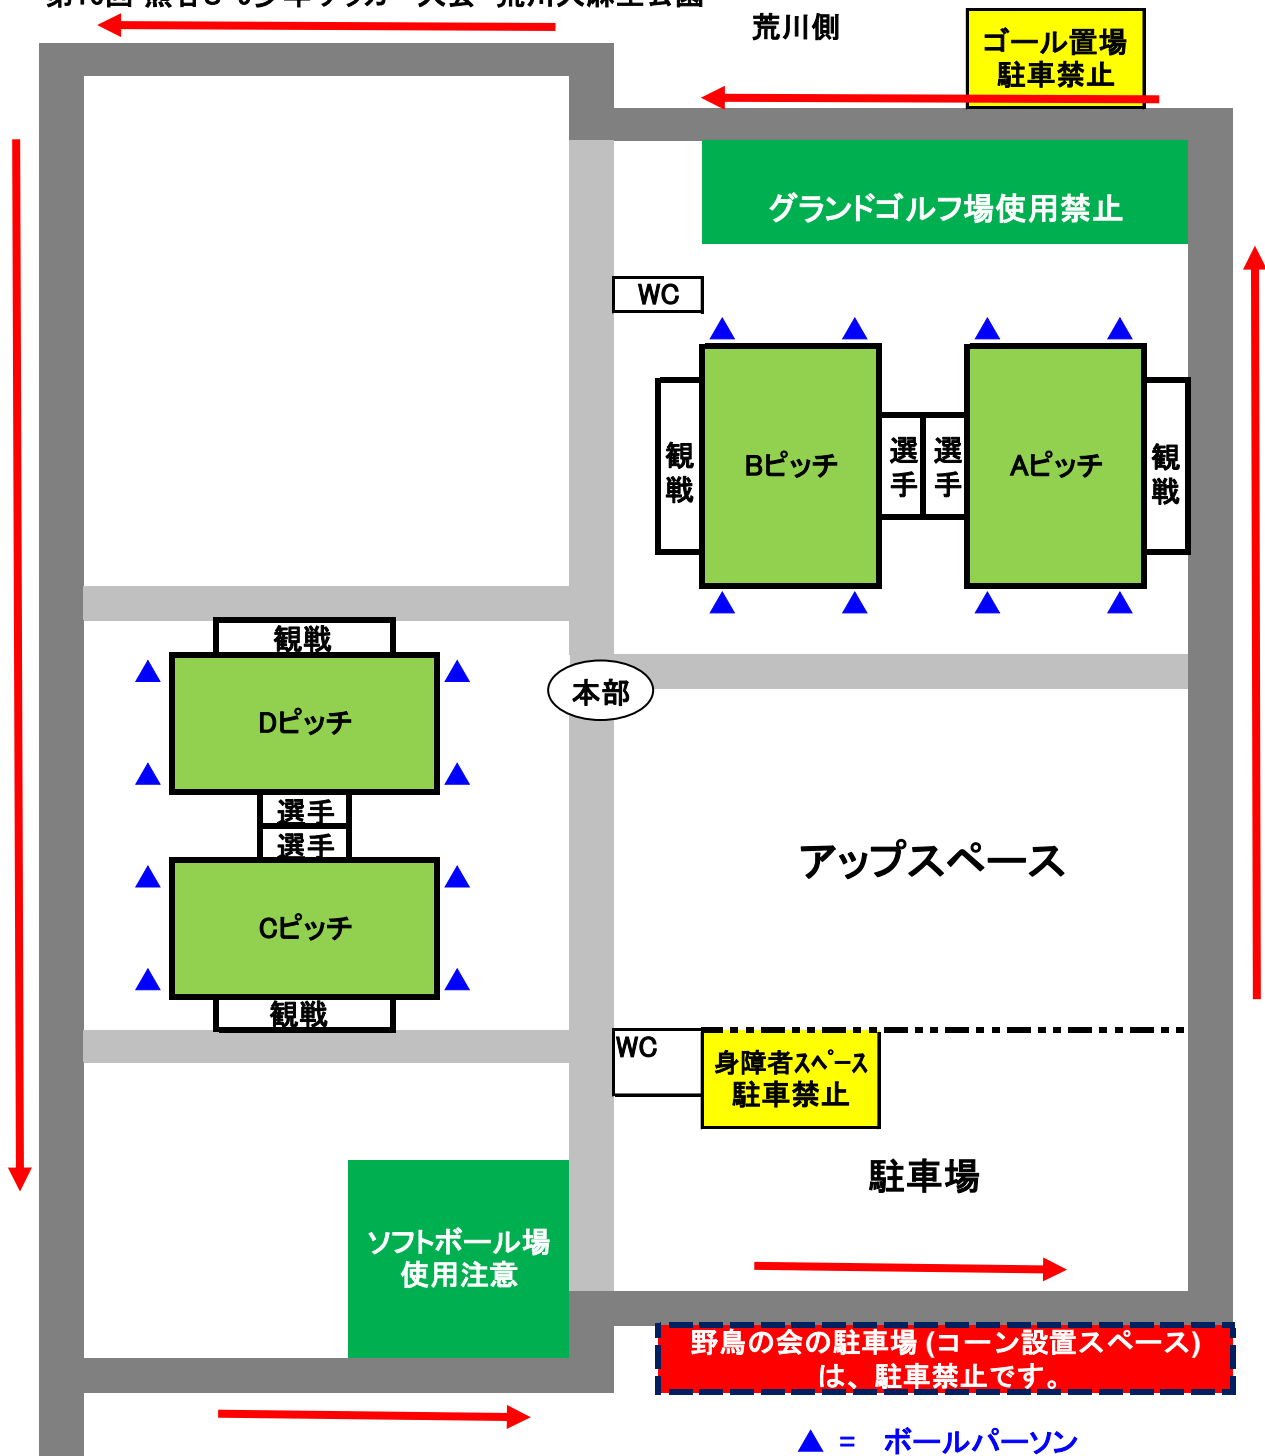 荒川側
ゴール置場
駐車禁止
グランドゴルフ場使用禁止
WC
観戦
Bピッチ
選手
選手
Aピッチ
観戦
観戦
Dピッチ
選手
選手
Cピッチ
観戦
本部
アップスペース
WC
身障者スペース
駐車禁止
駐車場
ソフトボール場
使用注意
野鳥の会の駐車場(コーン設置スペース)
は、駐車禁止です。
▲ = ボールパーソン